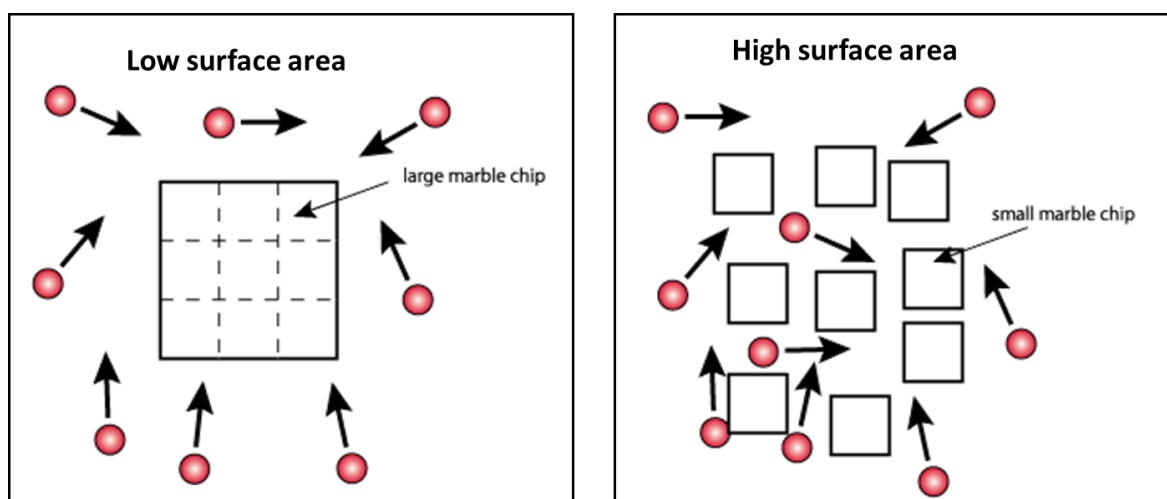 Low surface area
large marble chip
High surface area
small marble chip